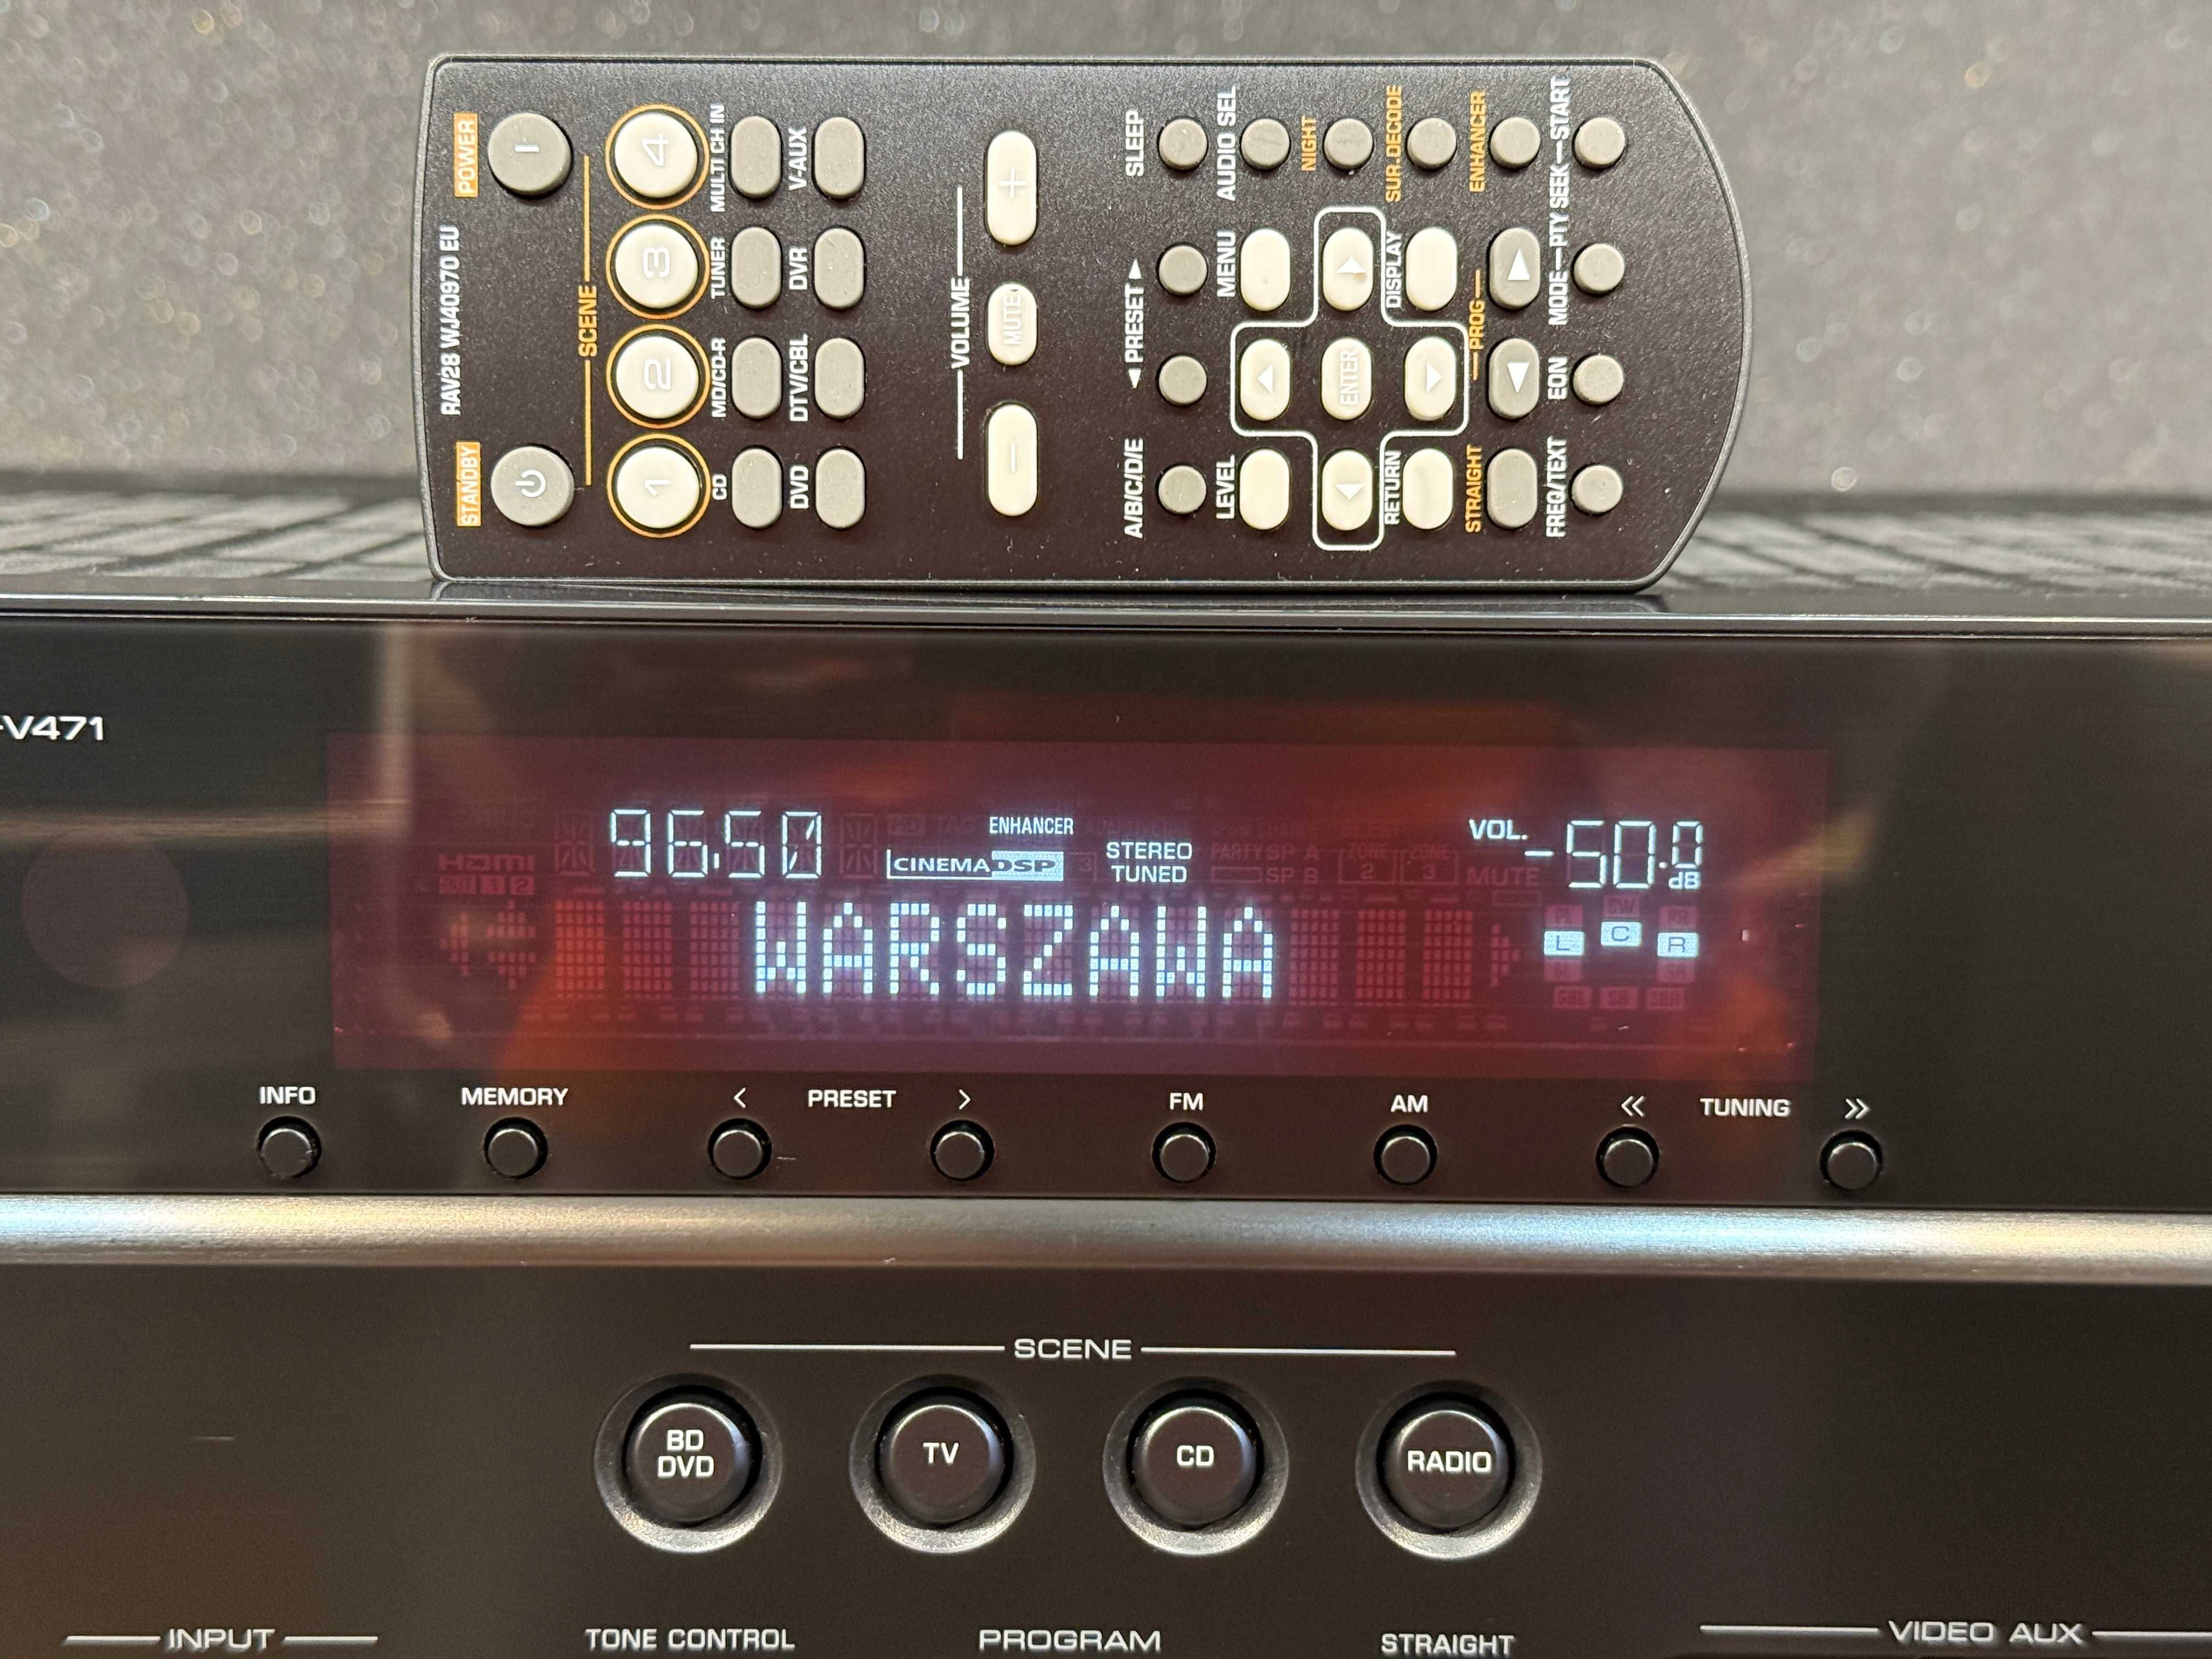 POWER
STANDBY
RAV28 WJ40970 EU
SCENE
1 2 3 4
CD MD/CD-R TUNER MULTI CH IN
DVD DTV/CBL DVR V-AUX
VOLUME
MUTE
A/B/C/D/E PRESET SLEEP
LEVEL MENU AUDIO SEL
ENTER NIGHT
RETURN DISPLAY SUR.DECODE
STRAIGHT PROG ENHANCER
FREQ/TEXT EON MODE PTY SEEK START
-V471
96.50 ENHANCER VOL.
CINEMA DSP STEREO -50.0 dB
TUNED
HDMI
MUTE
WARSZAWA
L C R
INFO MEMORY < PRESET > FM AM << TUNING >>
SCENE
BD
DVD TV CD RADIO
INPUT TONE CONTROL PROGRAM STRAIGHT VIDEO AUX